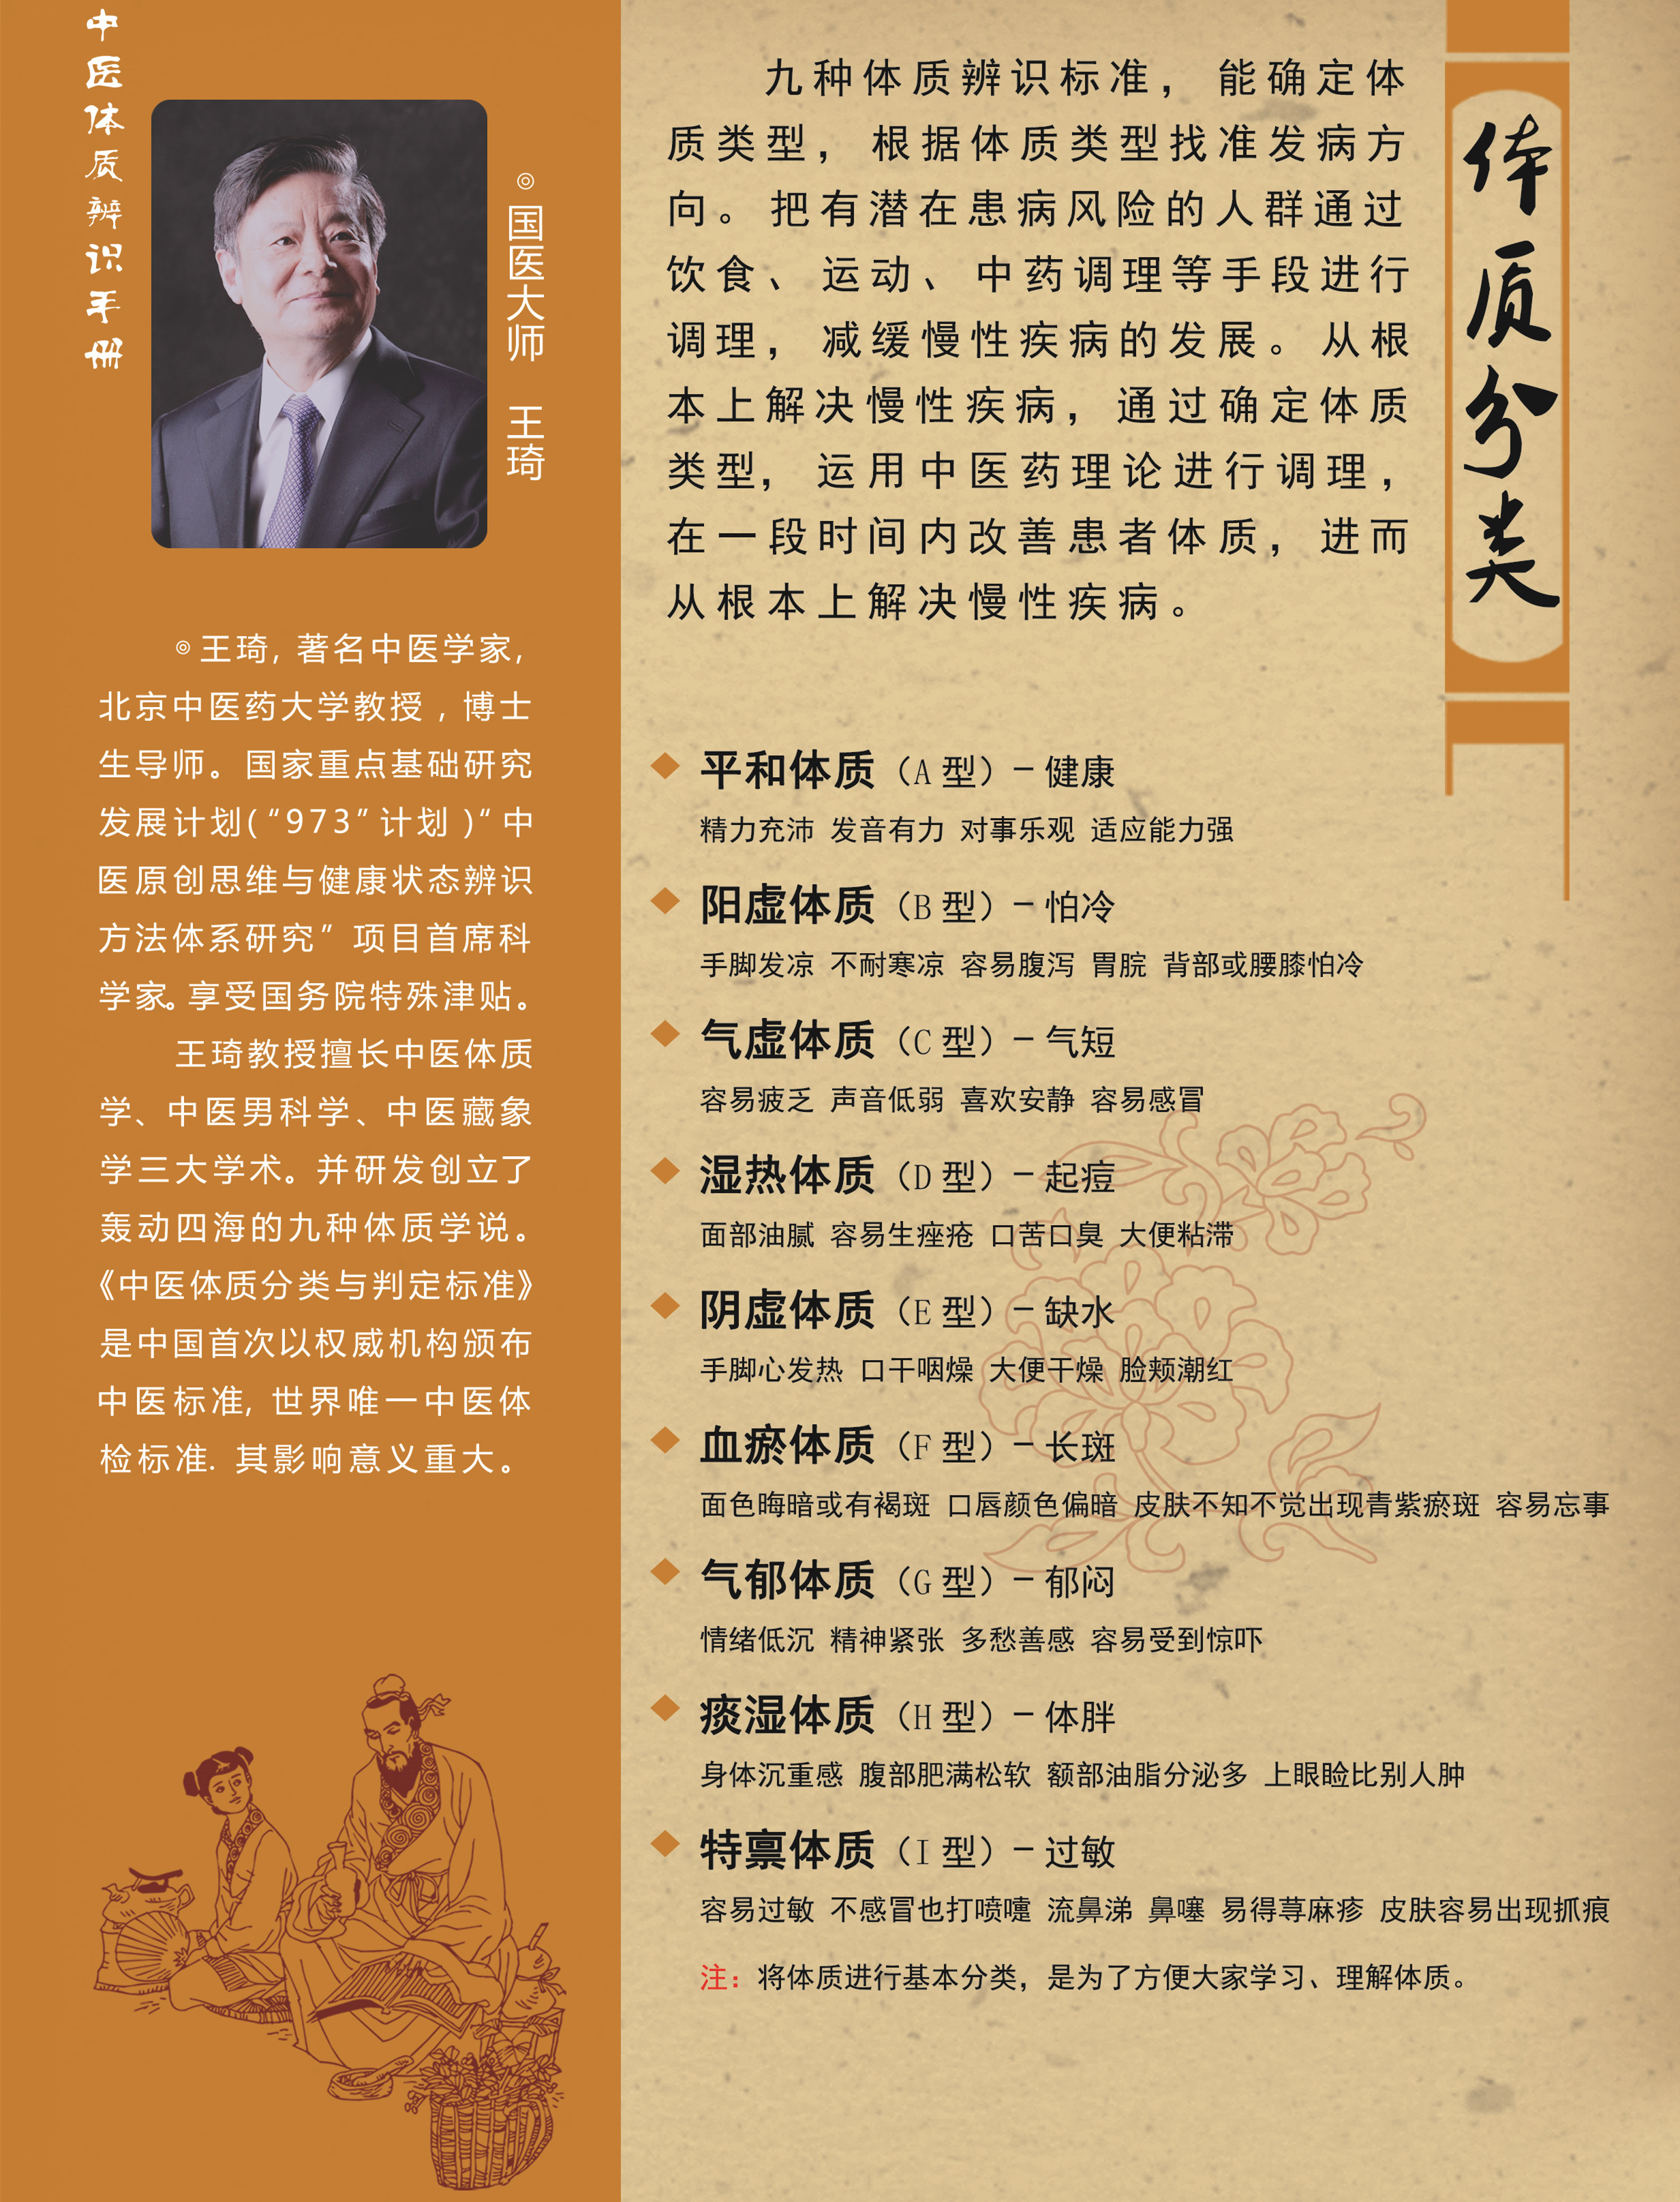 中医体质辨识手册
◎国医大师 王琦
◎王琦, 著名中医学家,
北京中医药大学教授, 博士
生导师。国家重点基础研究
发展计划(“973”计划)“中
医原创思维与健康状态辨识
方法体系研究”项目首席科
学家。享受国务院特殊津贴。
王琦教授擅长中医体质
学、中医男科学、中医藏象
学三大学术。并研发创立了
轰动四海的九种体质学说。
《中医体质分类与判定标准》
是中国首次以权威机构颁布
中医标准, 世界唯一中医体
检标准. 其影响意义重大。
体质分类
九种体质辨识标准, 能确定体
质类型, 根据体质类型找准发病方
向。把有潜在患病风险的人群通过
饮食、运动、中药调理等手段进行
调理, 减缓慢性疾病的发展。从根
本上解决慢性疾病, 通过确定体质
类型, 运用中医药理论进行调理,
在一段时间内改善患者体质, 进而
从根本上解决慢性疾病。
平和体质（A 型）- 健康
精力充沛 发音有力 对事乐观 适应能力强
阳虚体质（B 型）- 怕冷
手脚发凉 不耐寒凉 容易腹泻 胃脘 背部或腰膝怕冷
气虚体质（C 型）- 气短
容易疲乏 声音低弱 喜欢安静 容易感冒
湿热体质（D 型）- 起痘
面部油腻 容易生痤疮 口苦口臭 大便粘滞
阴虚体质（E 型）- 缺水
手脚心发热 口干咽燥 大便干燥 脸颊潮红
血瘀体质（F 型）- 长斑
面色晦暗或有褐斑 口唇颜色偏暗 皮肤不知不觉出现青紫瘀斑 容易忘事
气郁体质（G 型）- 郁闷
情绪低沉 精神紧张 多愁善感 容易受到惊吓
痰湿体质（H 型）- 体胖
身体沉重感 腹部肥满松软 额部油脂分泌多 上眼睑比别人肿
特禀体质（I 型）- 过敏
容易过敏 不感冒也打喷嚏 流鼻涕 鼻噻 易得荨麻疹 皮肤容易出现抓痕
注：将体质进行基本分类，是为了方便大家学习、理解体质。